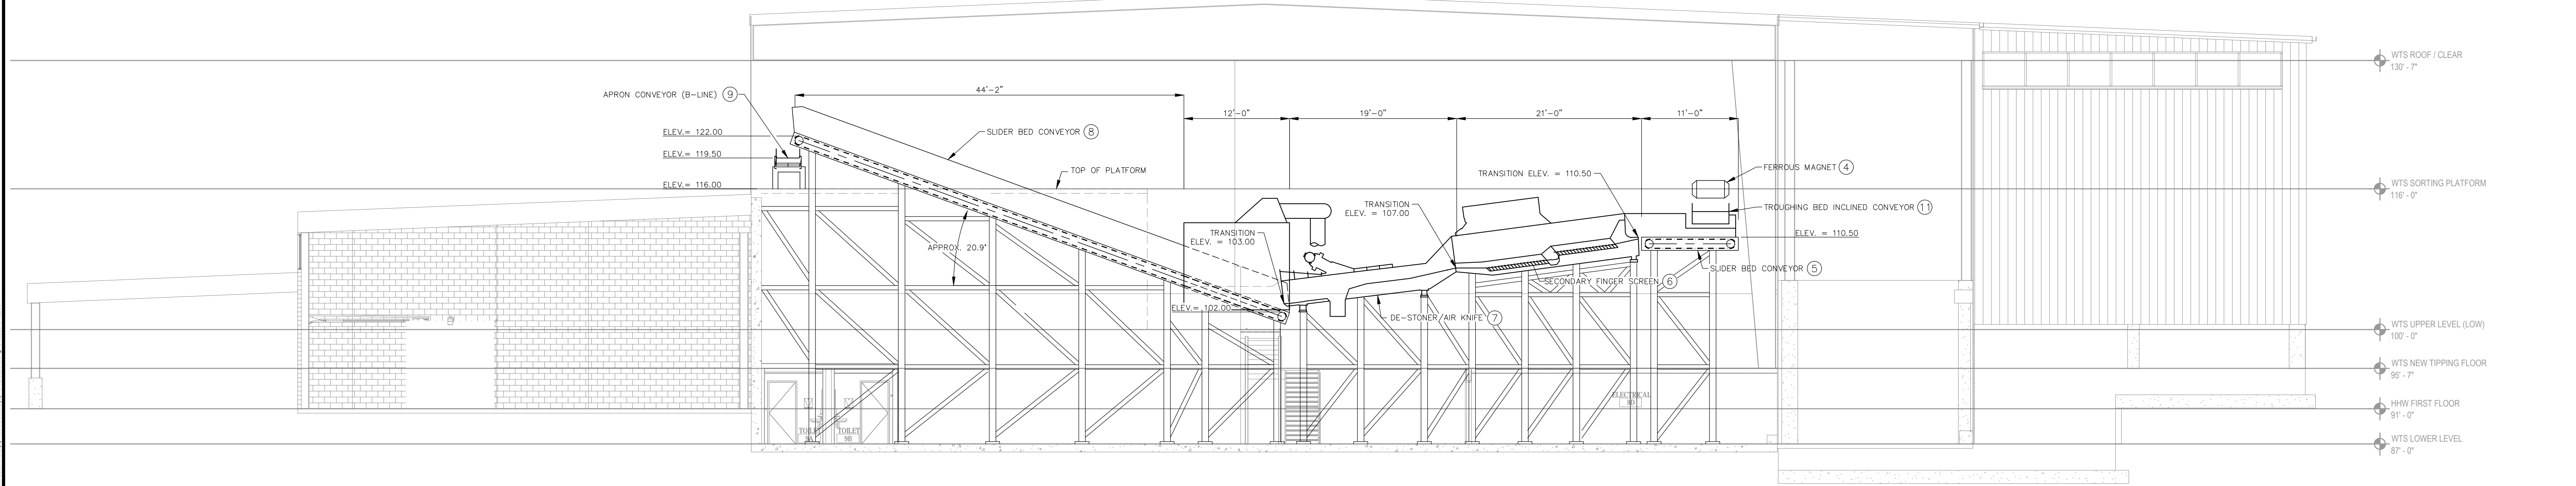 WTS ROOF / CLEAR
130' - 7"
44'-2"
APRON CONVEYOR (B-LINE) 9
12'-0"
19'-0"
21'-0"
11'-0"
ELEV.= 122.00
SLIDER BED CONVEYOR 8
ELEV.= 119.50
FERROUS MAGNET 4
TOP OF PLATFORM
TRANSITION ELEV. = 110.50
ELEV.= 116.00
WTS SORTING PLATFORM
116' - 0"
TRANSITION
ELEV. = 107.00
TROUGHING BED INCLINED CONVEYOR 11
TRANSITION
ELEV. = 103.00
ELEV. = 110.50
APPROX. 20.9°
SLIDER BED CONVEYOR 5
SECONDARY FINGER SCREEN 6
ELEV.= 102.00
DE-STONER/AIR KNIFE 7
WTS UPPER LEVEL (LOW)
100' - 0"
WTS NEW TIPPING FLOOR
95' - 7"
ELECTRICAL
9D
HHW FIRST FLOOR
91' - 0"
TOILET
9A
TOILET
9B
WTS LOWER LEVEL
87' - 0"